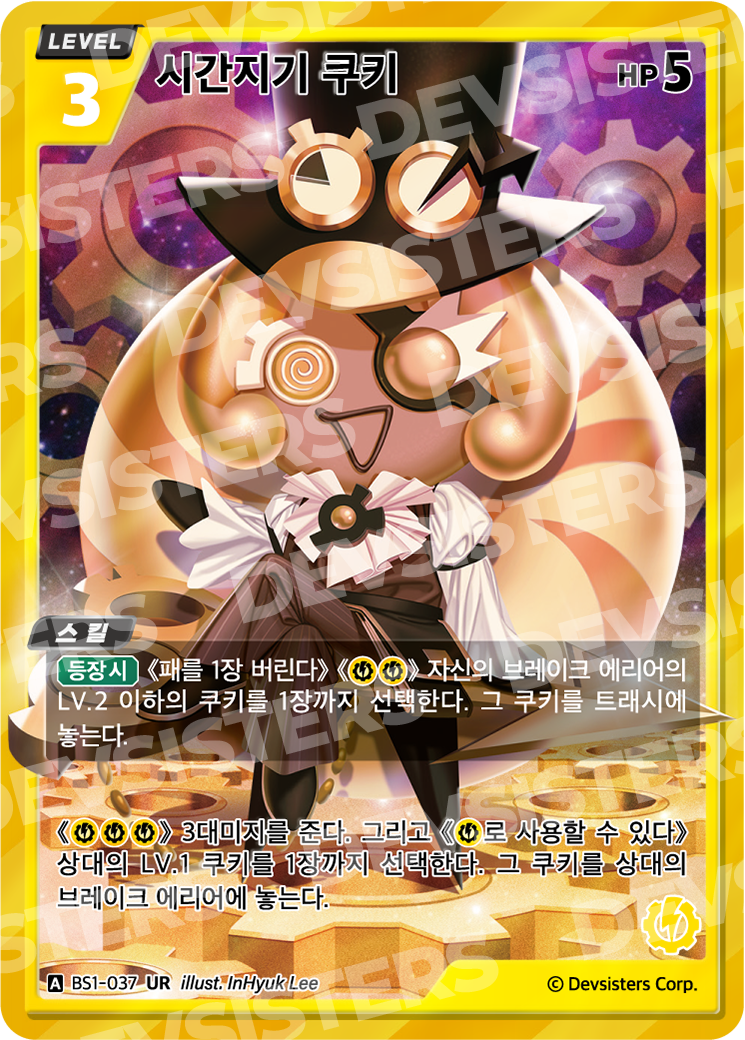 LEVEL
3
시간지기 쿠키
HP 5
스킬
등장 시 《패를 1장 버린다》 《》 자신의 브레이크 에리어의
LV.2 이하의 쿠키를 1장까지 선택한다. 그 쿠키를 트래시에
놓는다.
《》 3대미지를 준다. 그리고 《로 사용할 수 있다》
상대의 LV.1 쿠키를 1장까지 선택한다. 그 쿠키를 상대의
브레이크 에리어에 놓는다.
A BS1-037 UR illust. InHyuk Lee
© Devsisters Corp.
DEVSISTERS
DEVSISTERS
DEVSISTERS
DEVSISTERS
DEVSISTERS